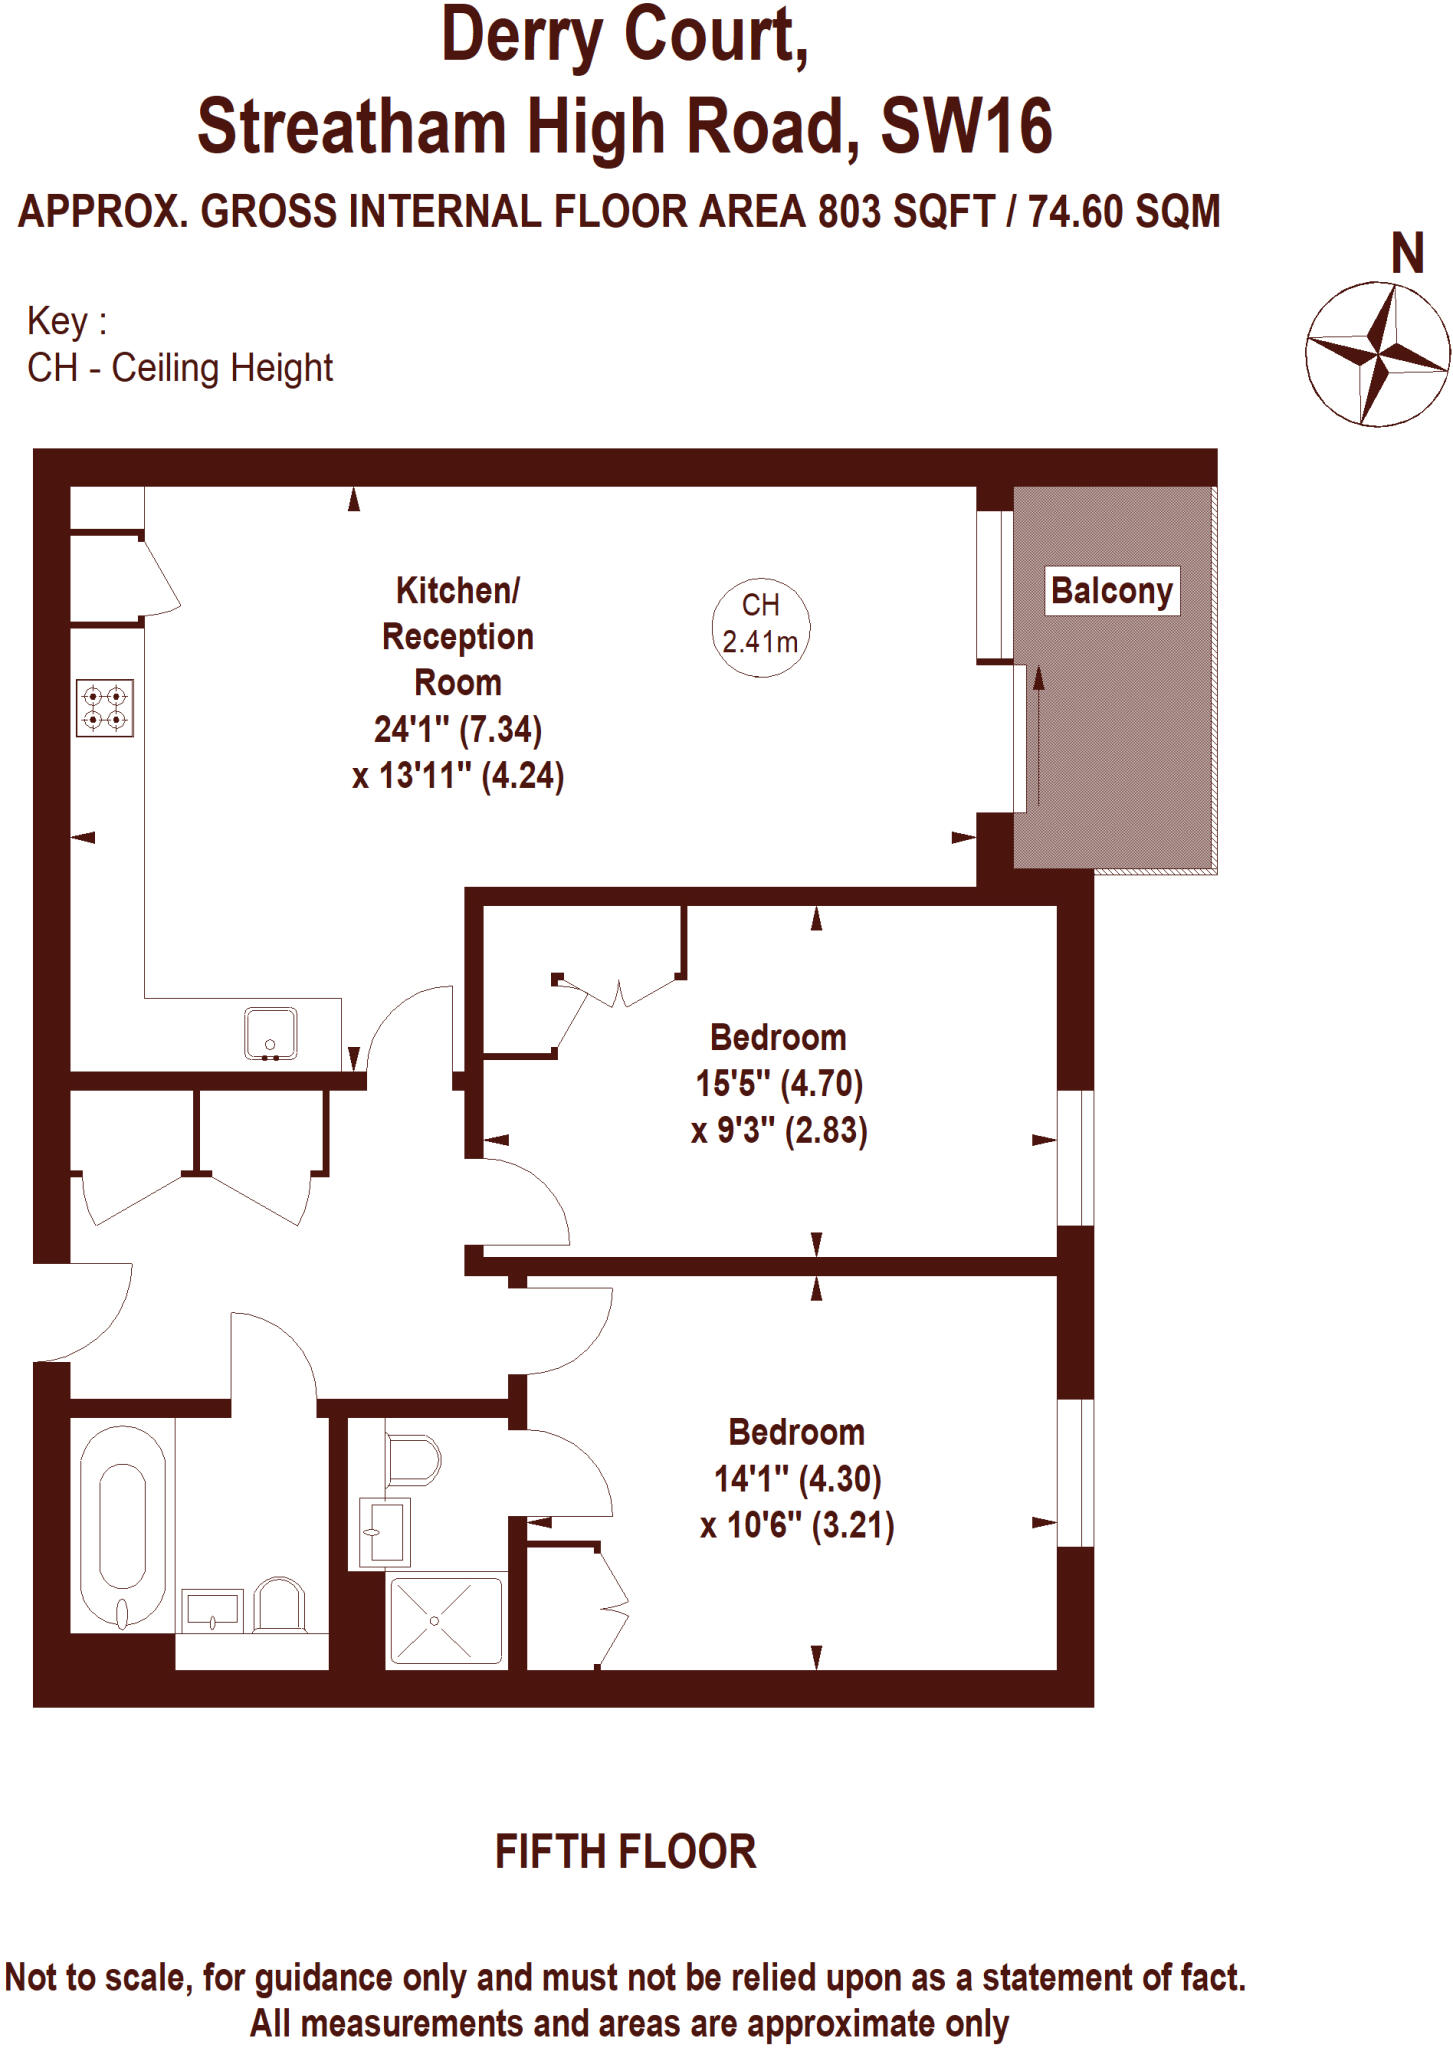 Derry Court,
Streatham High Road, SW16
APPROX. GROSS INTERNAL FLOOR AREA 803 SQFT / 74.60 SQM
N
Key :
CH - Ceiling Height
Kitchen/
Reception
Room
24'1" (7.34)
x 13'11" (4.24)
CH
2.41m
Balcony
Bedroom
15'5" (4.70)
x 9'3" (2.83)
Bedroom
14'1" (4.30)
x 10'6" (3.21)
FIFTH FLOOR
Not to scale, for guidance only and must not be relied upon as a statement of fact.
All measurements and areas are approximate only